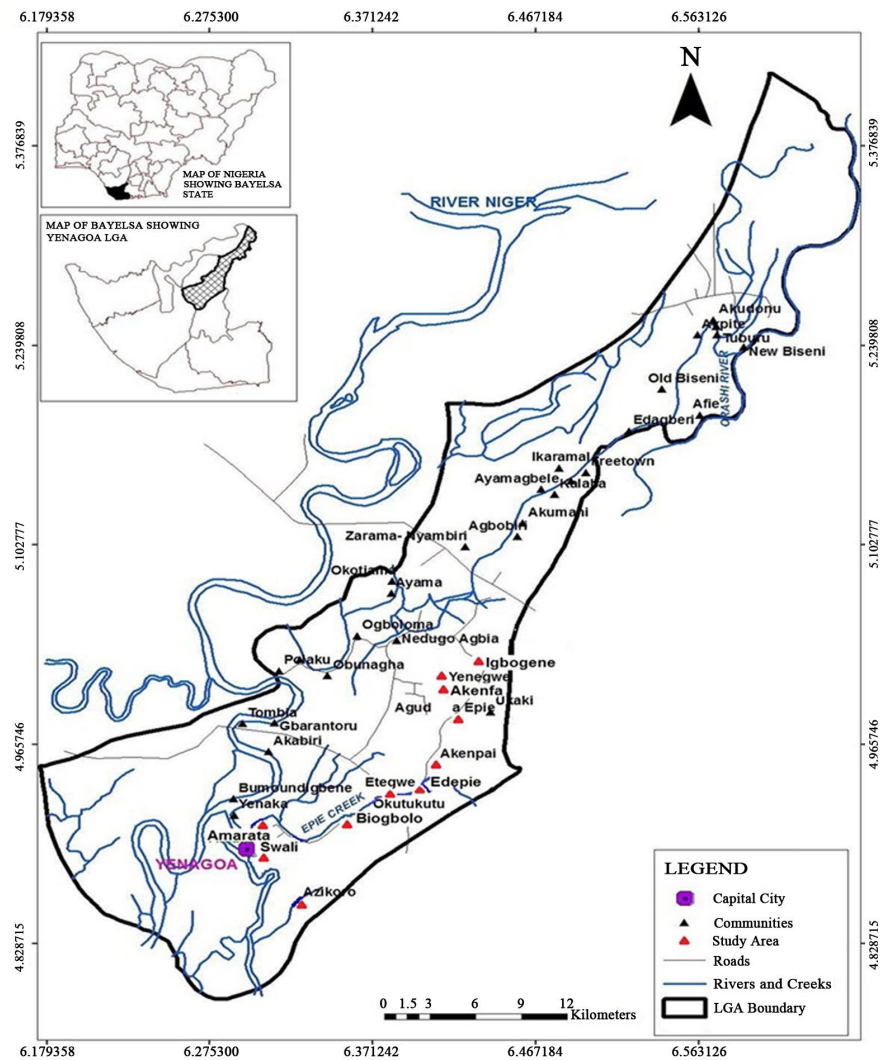 6.179358 6.275300 6.371242 6.467184 6.563126
N
5.376839
5.239808
5.102777
4.965746
4.828715
MAP OF NIGERIA
SHOWING BAYELSA
STATE
MAP OF BAYELSA SHOWING
YENAGOA LGA
RIVER NIGER
Akudonu
Tuburu
New Biseni
ORASHI RIVER
Old Biseni
Afie
Edagberi
Ikaramal
Freetown
Ayamagbele
Kalaba
Akumani
Agbobiri
Zarama- Nyambiri
Okotiama
Ayama
Ogboloma
Nedugo Agbia
Igbogene
Polaku
Obunagha
Yenegwe
Akenfa
Agud
a Epie
Ukaki
Tombia
Gbarantoru
Akabiri
Akenpai
Eteqwe
Edepie
Bumoundigbene
Okutukutu
Yenaka
EPIE CREEK
Biogbolo
Amarata
Swali
YENAGOA
Azikoro
LEGEND
Capital City
Communities
Study Area
Roads
Rivers and Creeks
LGA Boundary
0 1.5 3 6 9 12
Kilometers
6.179358 6.275300 6.371242 6.467184 6.563126
5.376839
5.239808
5.102777
4.965746
4.828715